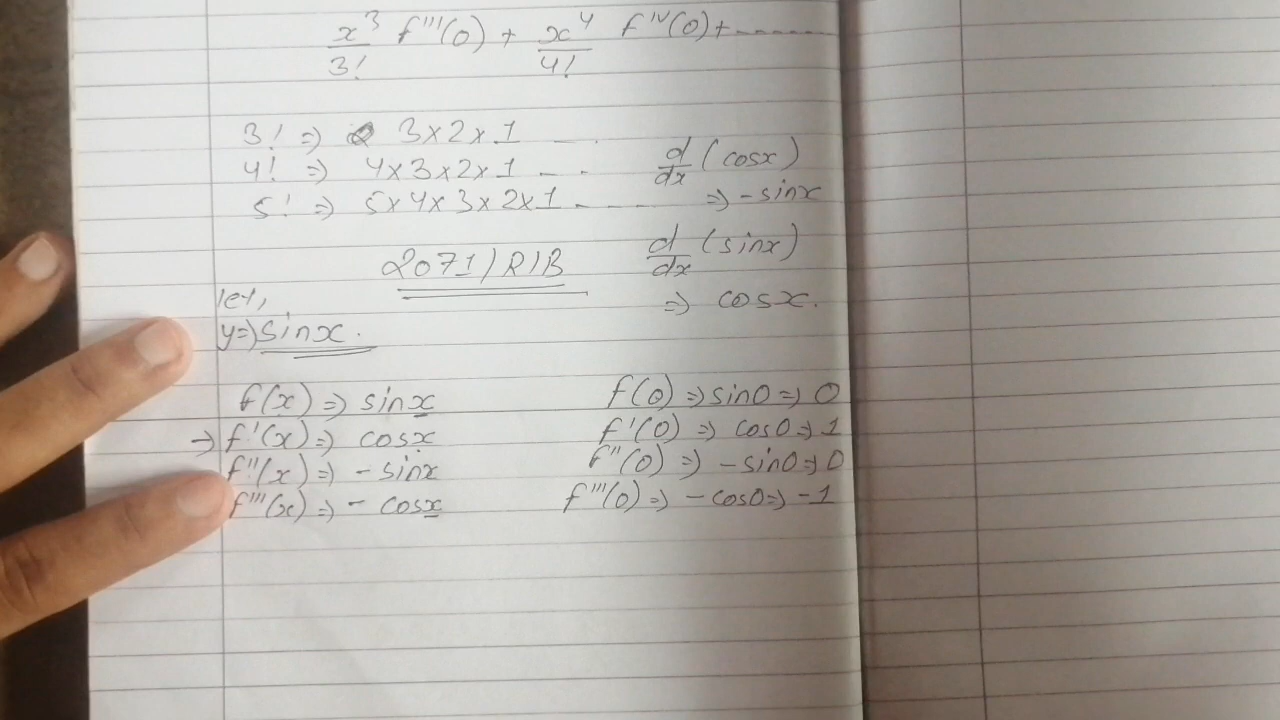 x³/3! f'''(0) + x⁴/4! f^IV(0) + ------
3! => 3×2×1 ---.
4! => 4×3×2×1 -- .
5! => 5×4×3×2×1 ------
d/dx (cosx)
=> -sinx
2071/R/B
d/dx (sinx)
=> cosx.
let,
y=>sinx.
f(x) => sinx f(0) => sin0 => 0
→ f'(x) => cosx f'(0) => cos0 => 1
f''(x) => -sinx f''(0) => -sin0 => 0
f'''(x) => - cosx f'''(0) => -cos0 => -1